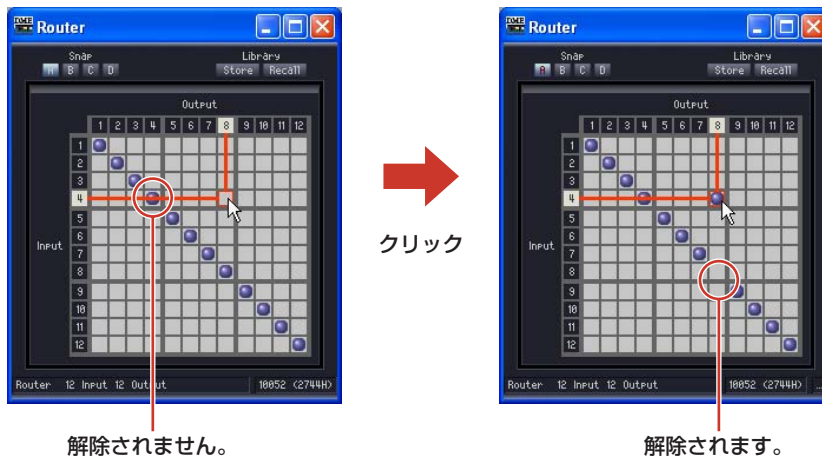 DME Router
Snap Library
A B C D Store Recall
Output
1 2 3 4 5 6 7 8 9 10 11 12
1
2
3
4
5
6
Input
7
8
9
10
11
12
Router 12 Input 12 Output 10052 (2744H)
解除されません。
クリック
DME Router
Snap Library
A B C D Store Recall
Output
1 2 3 4 5 6 7 8 9 10 11 12
1
2
3
4
5
6
Input
7
8
9
10
11
12
Router 12 Input 12 Output 10052 (2744H) ...
解除されます。